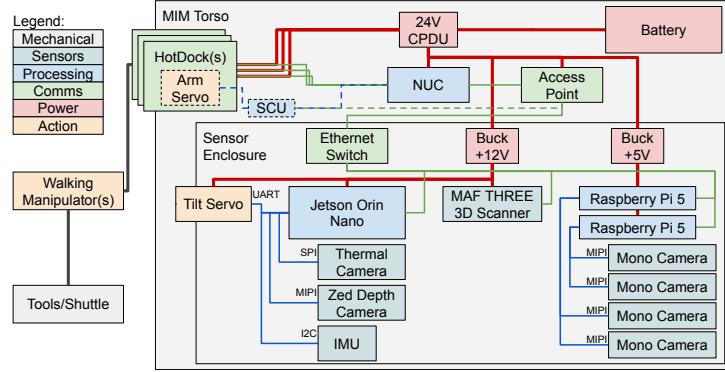 Legend:
Mechanical
Sensors
Processing
Comms
Power
Action
MIM Torso
HotDock(s)
Arm
Servo
SCU
24V
CPDU
Battery
NUC
Access
Point
Sensor
Enclosure
Ethernet
Switch
Buck
+12V
Buck
+5V
Walking
Manipulator(s)
Tools/Shuttle
Tilt Servo
UART
Jetson Orin
Nano
MAF THREE
3D Scanner
Raspberry Pi 5
Raspberry Pi 5
SPI
Thermal
Camera
MIPI
Zed Depth
Camera
I2C
IMU
MIPI
Mono Camera
MIPI
Mono Camera
MIPI
Mono Camera
MIPI
Mono Camera